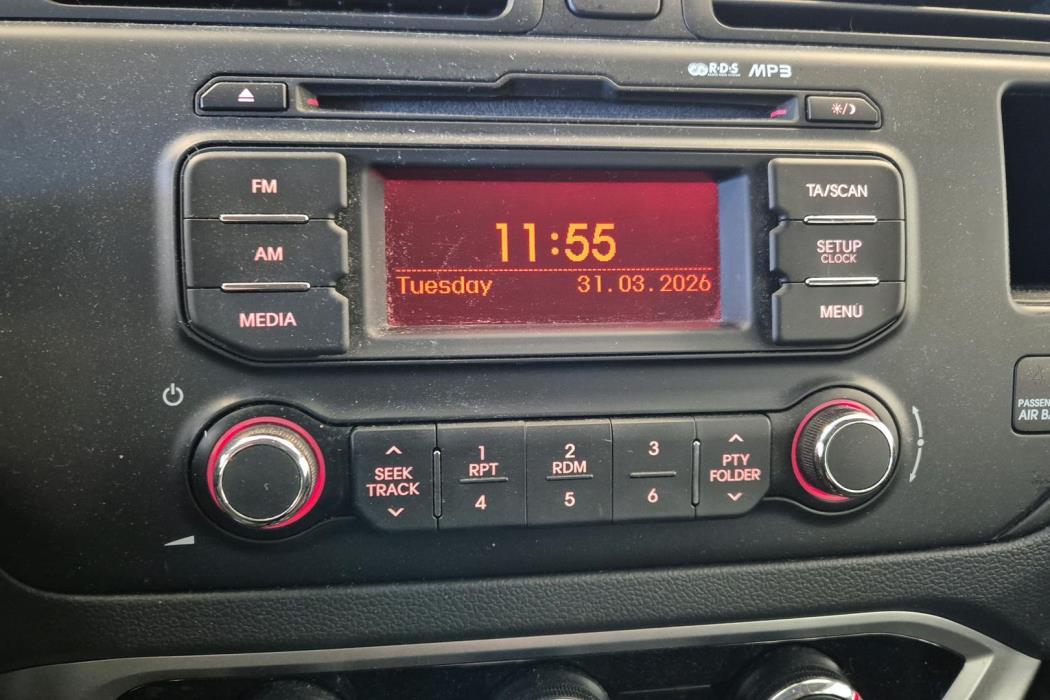 R·D·S MP3
FM
AM
MEDIA
11:55
Tuesday 31.03.2026
TA/SCAN
SETUP
CLOCK
MENU
SEEK
TRACK
1
RPT
4
2
RDM
5
3
6
PTY
FOLDER
PASSEN
AIR BA